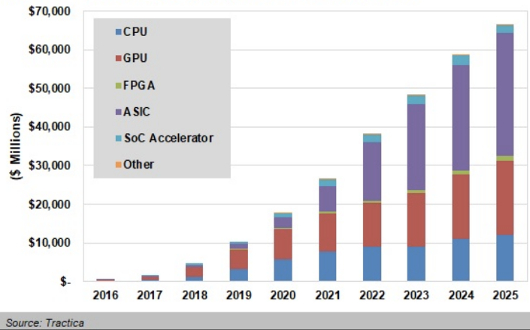 $70,000
$60,000
$50,000
$40,000
$30,000
$20,000
$10,000
$-
($ Millions)
CPU
GPU
FPGA
ASIC
SoC Accelerator
Other
2016 2017 2018 2019 2020 2021 2022 2023 2024 2025
Source: Tractica